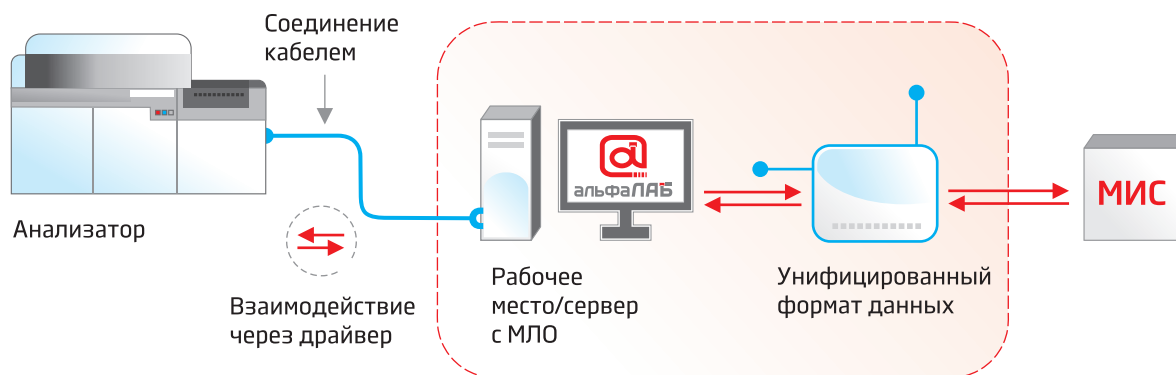 Соединение
кабелем
Анализатор
Взаимодействие
через драйвер
альфаЛАБ
Рабочее
место/сервер
с МЛО
Унифицированный
формат данных
МИС